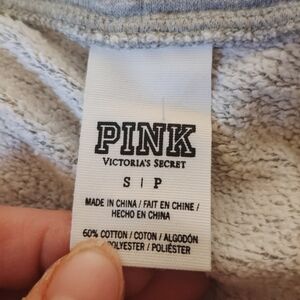 PINK
VICTORIA'S SECRET
S | P
MADE IN CHINA / FAIT EN CHINE /
HECHO EN CHINA
60% COTTON / COTON / ALGODÓN
POLYESTER / POLIÉSTER